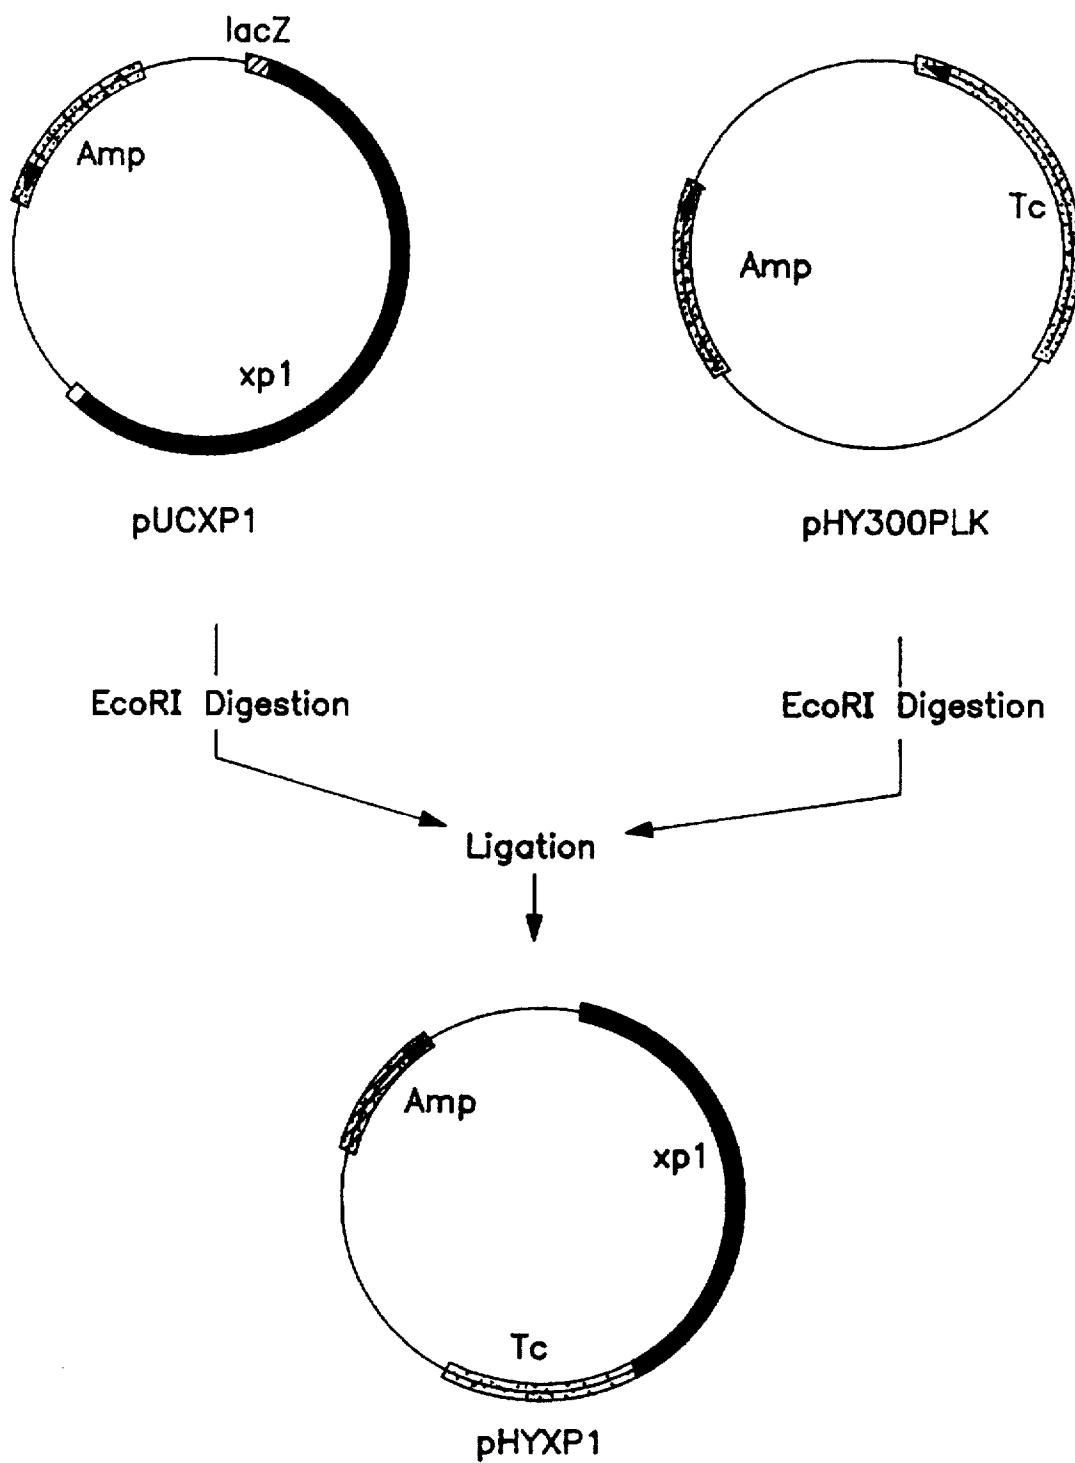 lacZ
Amp
xp1
pUCXP1
Tc
Amp
pHY300PLK
EcoRI Digestion
EcoRI Digestion
Ligation
Amp
xp1
Tc
pHYXP1